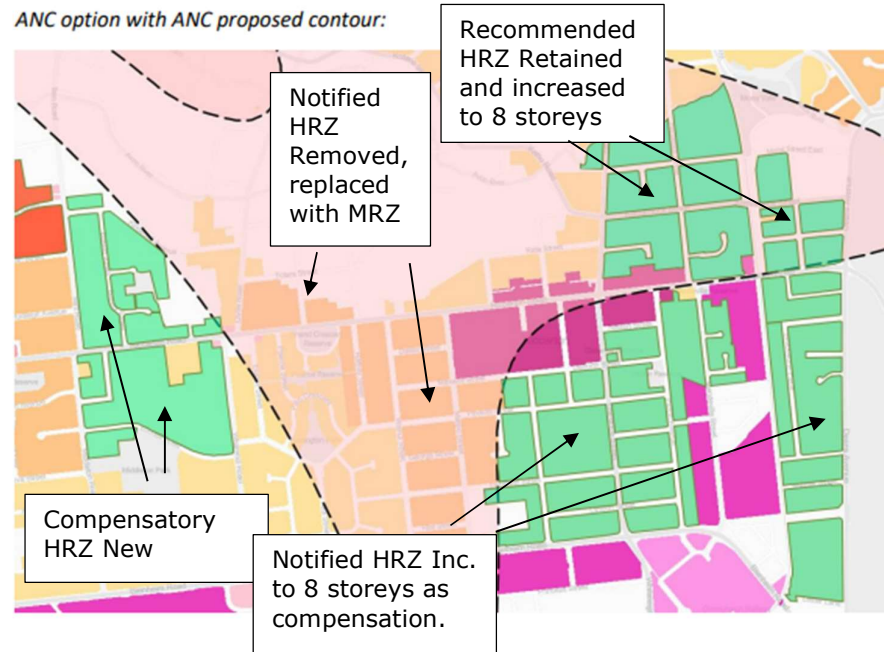 ANC option with ANC proposed contour:
Recommended
HRZ Retained
and increased
to 8 storeys
Notified
HRZ
Removed,
replaced
with MRZ
Compensatory
HRZ New
Notified HRZ Inc.
to 8 storeys as
compensation.